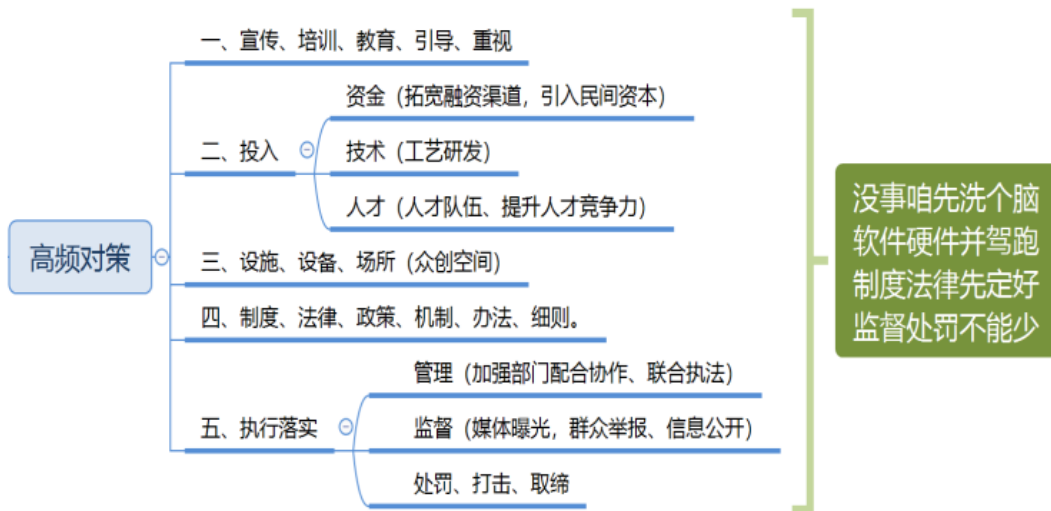 一、宣传、培训、教育、引导、重视
资金（拓宽融资渠道，引入民间资本）
二、投入
技术（工艺研发）
人才（人才队伍、提升人才竞争力）
高频对策
三、设施、设备、场所（众创空间）
四、制度、法律、政策、机制、办法、细则。
管理（加强部门配合协作、联合执法）
五、执行落实
监督（媒体曝光，群众举报、信息公开）
处罚、打击、取缔
没事咱先洗个脑
软件硬件并驾跑
制度法律先定好
监督处罚不能少